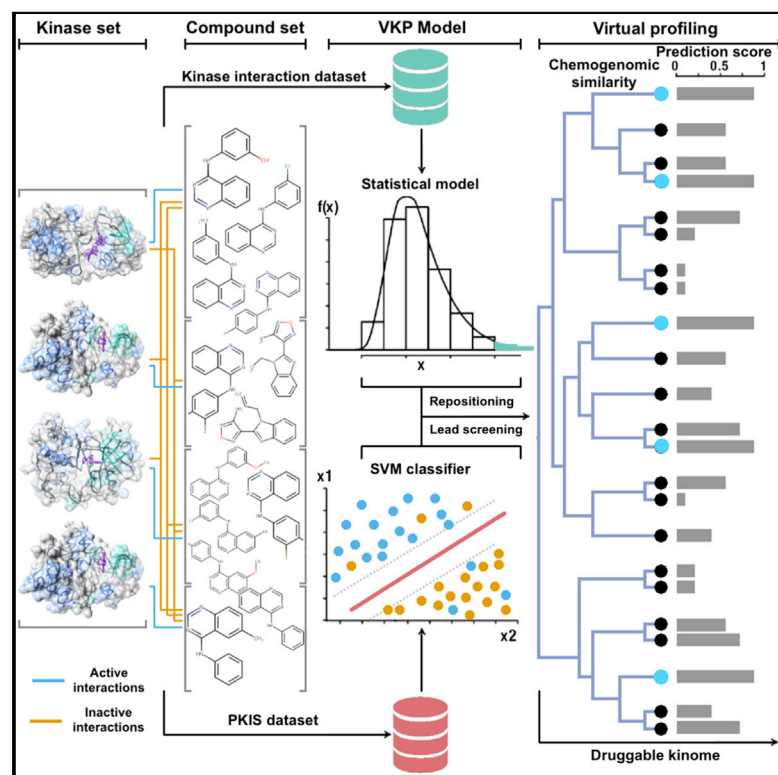 Kinase set
Compound set
VKP Model
Virtual profiling
Kinase interaction dataset
Chemogenomic
similarity
Prediction score
0 0.5 1
Statistical model
f(x)
x
Repositioning
Lead screening
SVM classifier
x1
x2
Active
interactions
Inactive
interactions
PKIS dataset
Druggable kinome